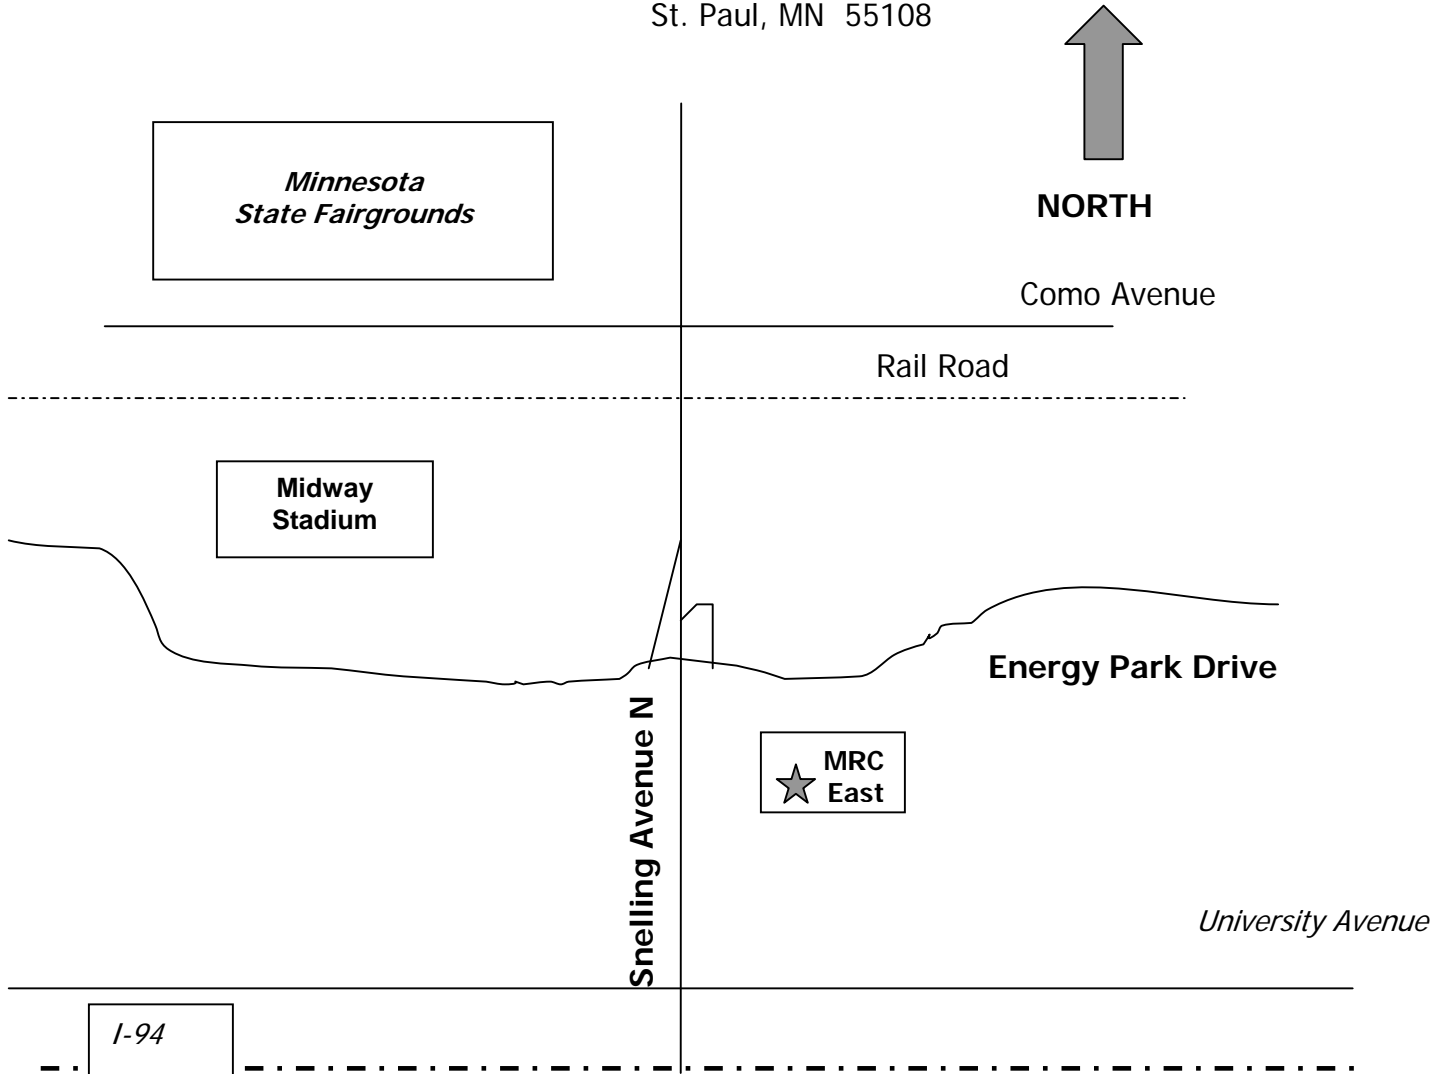 St. Paul, MN  55108
Minnesota
State Fairgrounds
NORTH
Como Avenue
Rail Road
Midway
Stadium
Energy Park Drive
Snelling Avenue N
MRC
East
University Avenue
I-94